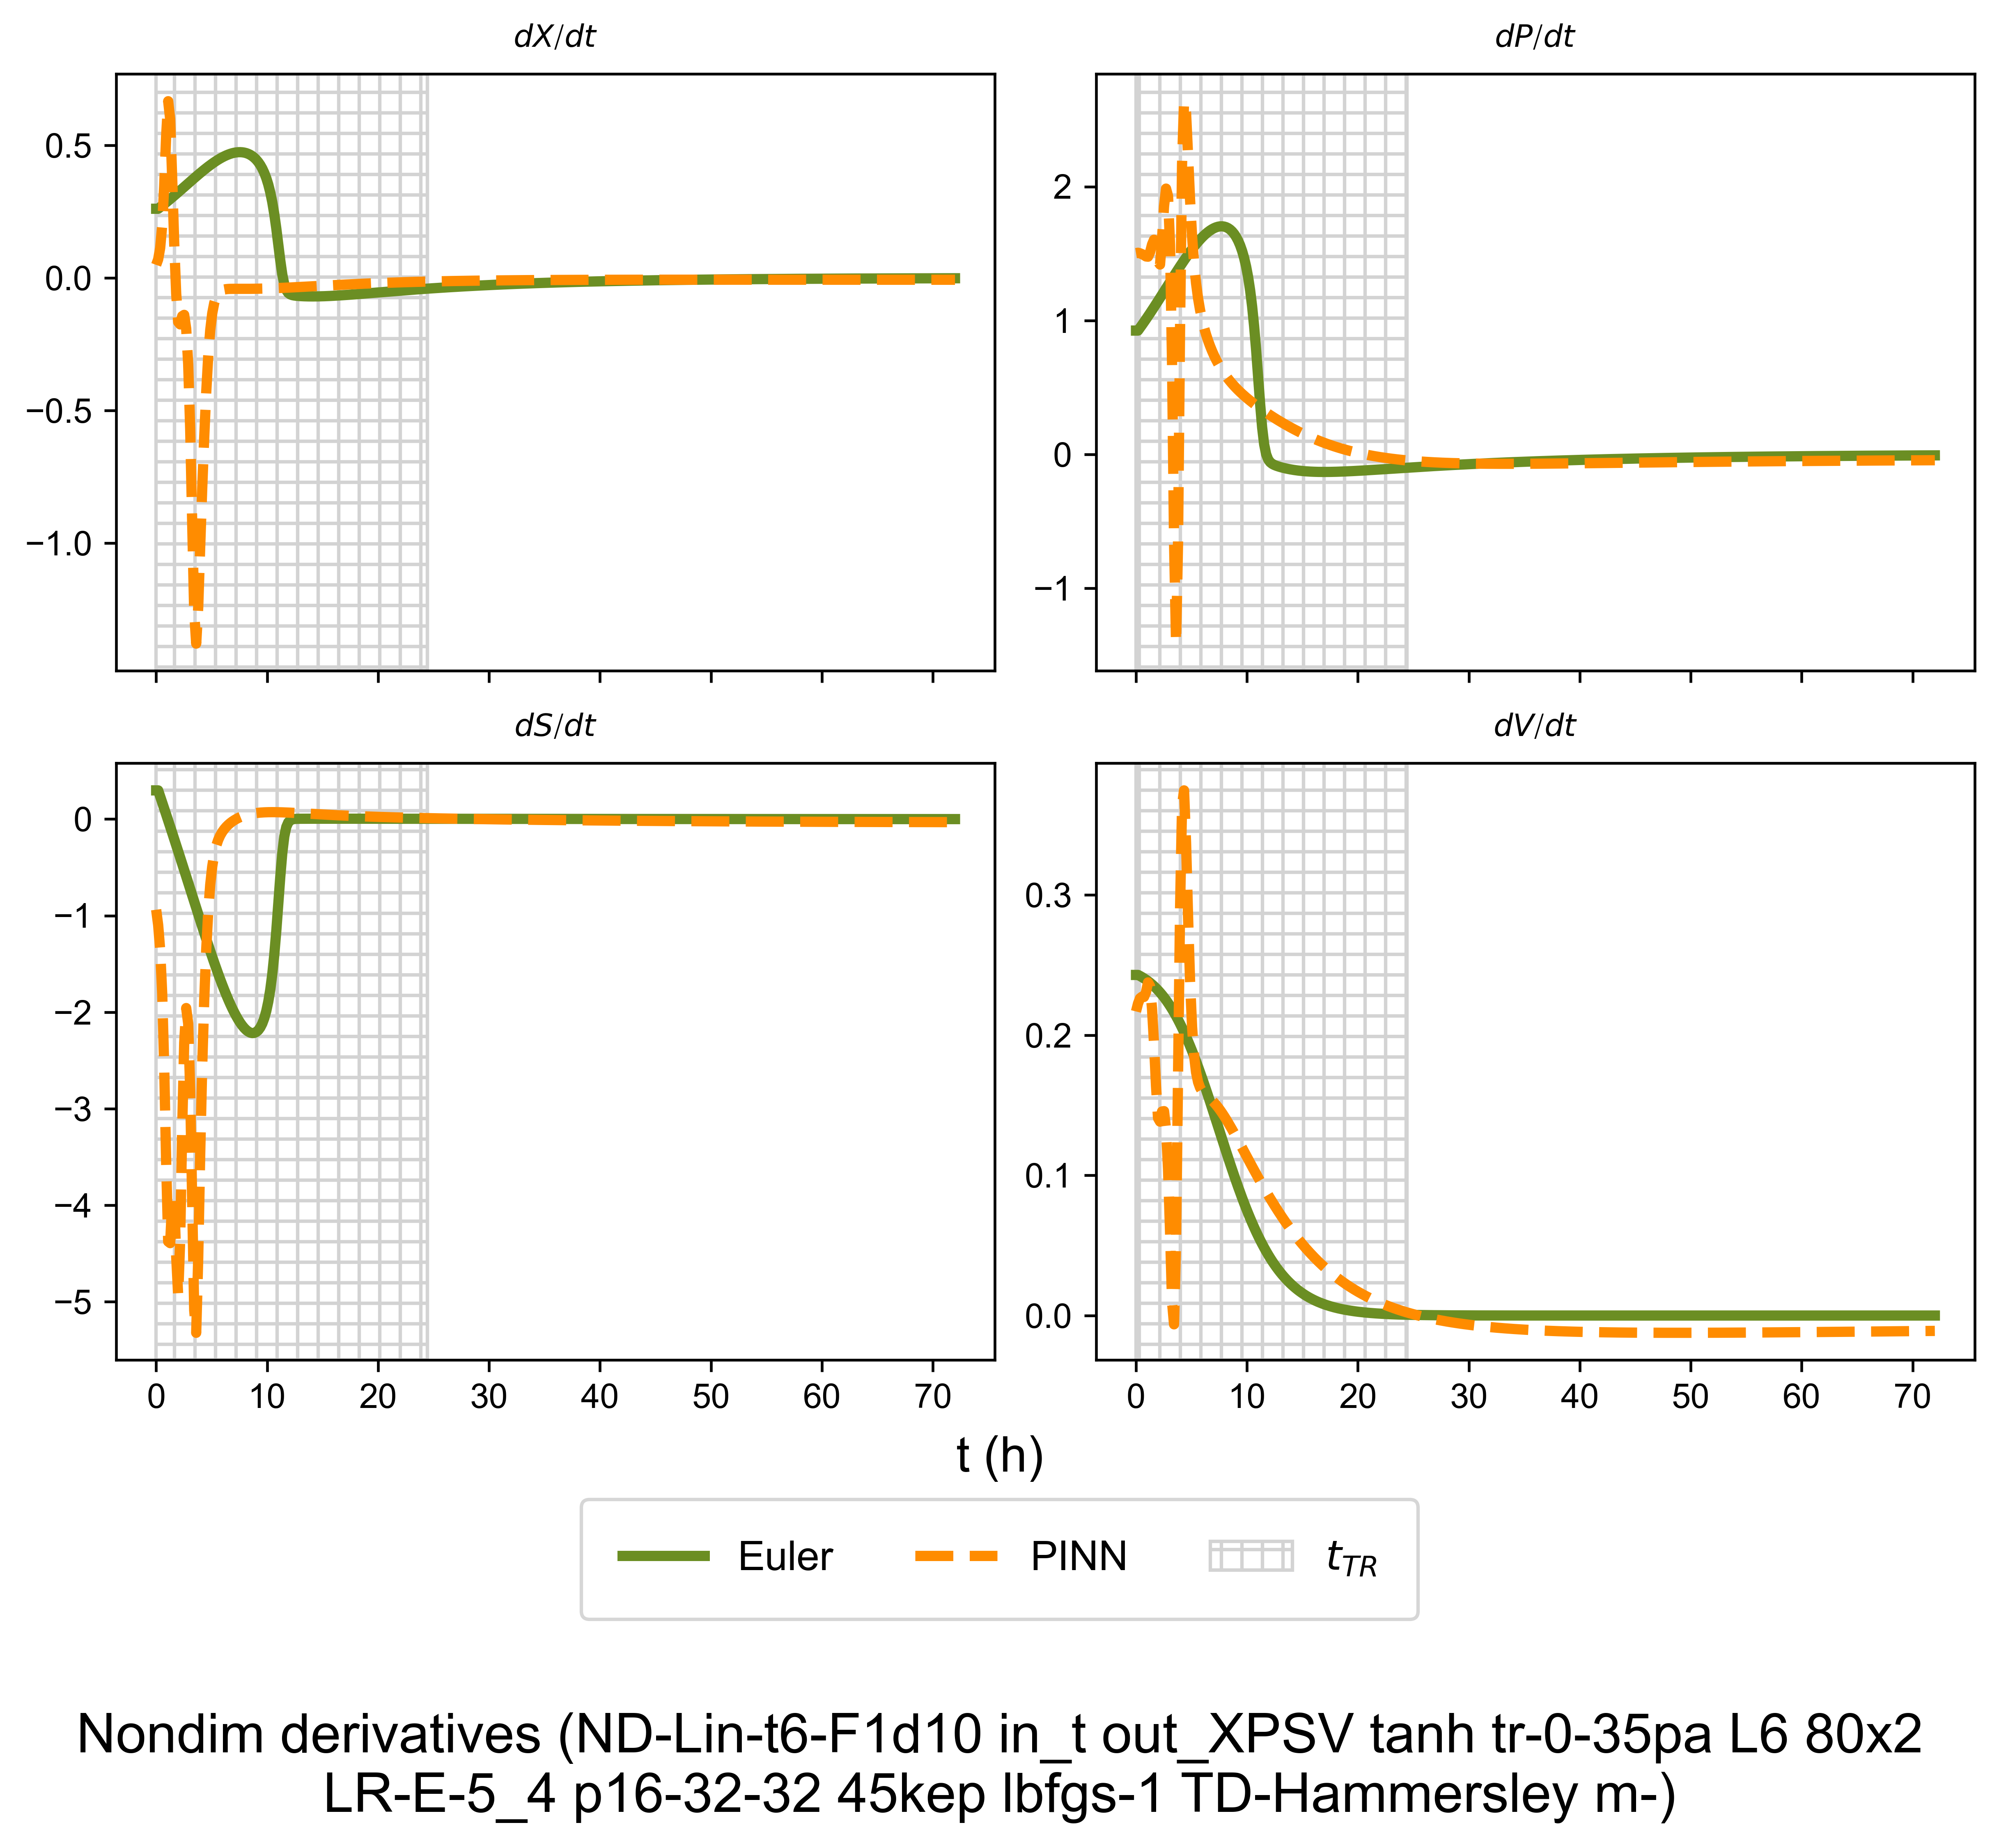 dX/dt
dP/dt
0.5
0.0
−0.5
−1.0
2
1
0
−1
dS/dt
dV/dt
0
−1
−2
−3
−4
−5
0.3
0.2
0.1
0.0
0 10 20 30 40 50 60 70
0 10 20 30 40 50 60 70
t (h)
Euler PINN t_TR
Nondim derivatives (ND-Lin-t6-F1d10 in_t out_XPSV tanh tr-0-35pa L6 80x2
LR-E-5_4 p16-32-32 45kep lbfgs-1 TD-Hammersley m-)